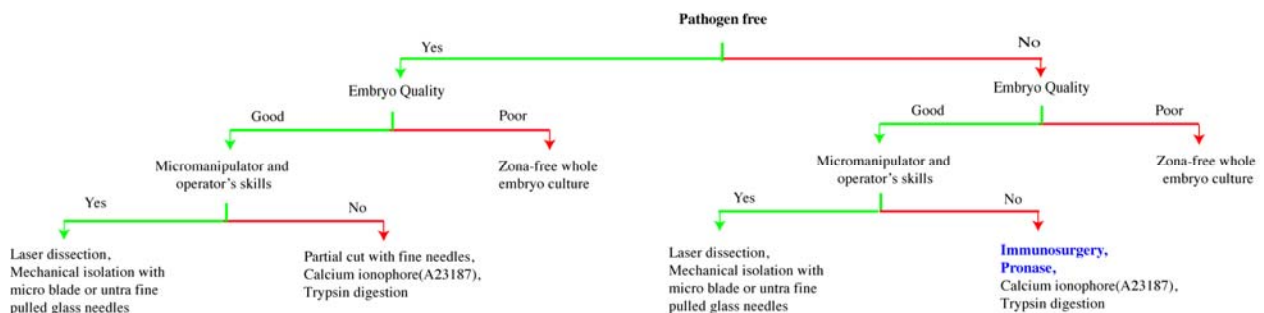 Pathogen free
Yes
No
Embryo Quality
Embryo Quality
Good
Poor
Good
Poor
Micromanipulator and
operator's skills
Zona-free whole
embryo culture
Micromanipulator and
operator's skills
Zona-free whole
embryo culture
Yes
No
Yes
No
Laser dissection,
Mechanical isolation with
micro blade or untra fine
pulled glass needles
Partial cut with fine needles,
Calcium ionophore(A23187),
Trypsin digestion
Laser dissection,
Mechanical isolation with
micro blade or untra fine
pulled glass needles
Immunosurgery,
Pronase,
Calcium ionophore(A23187),
Trypsin digestion